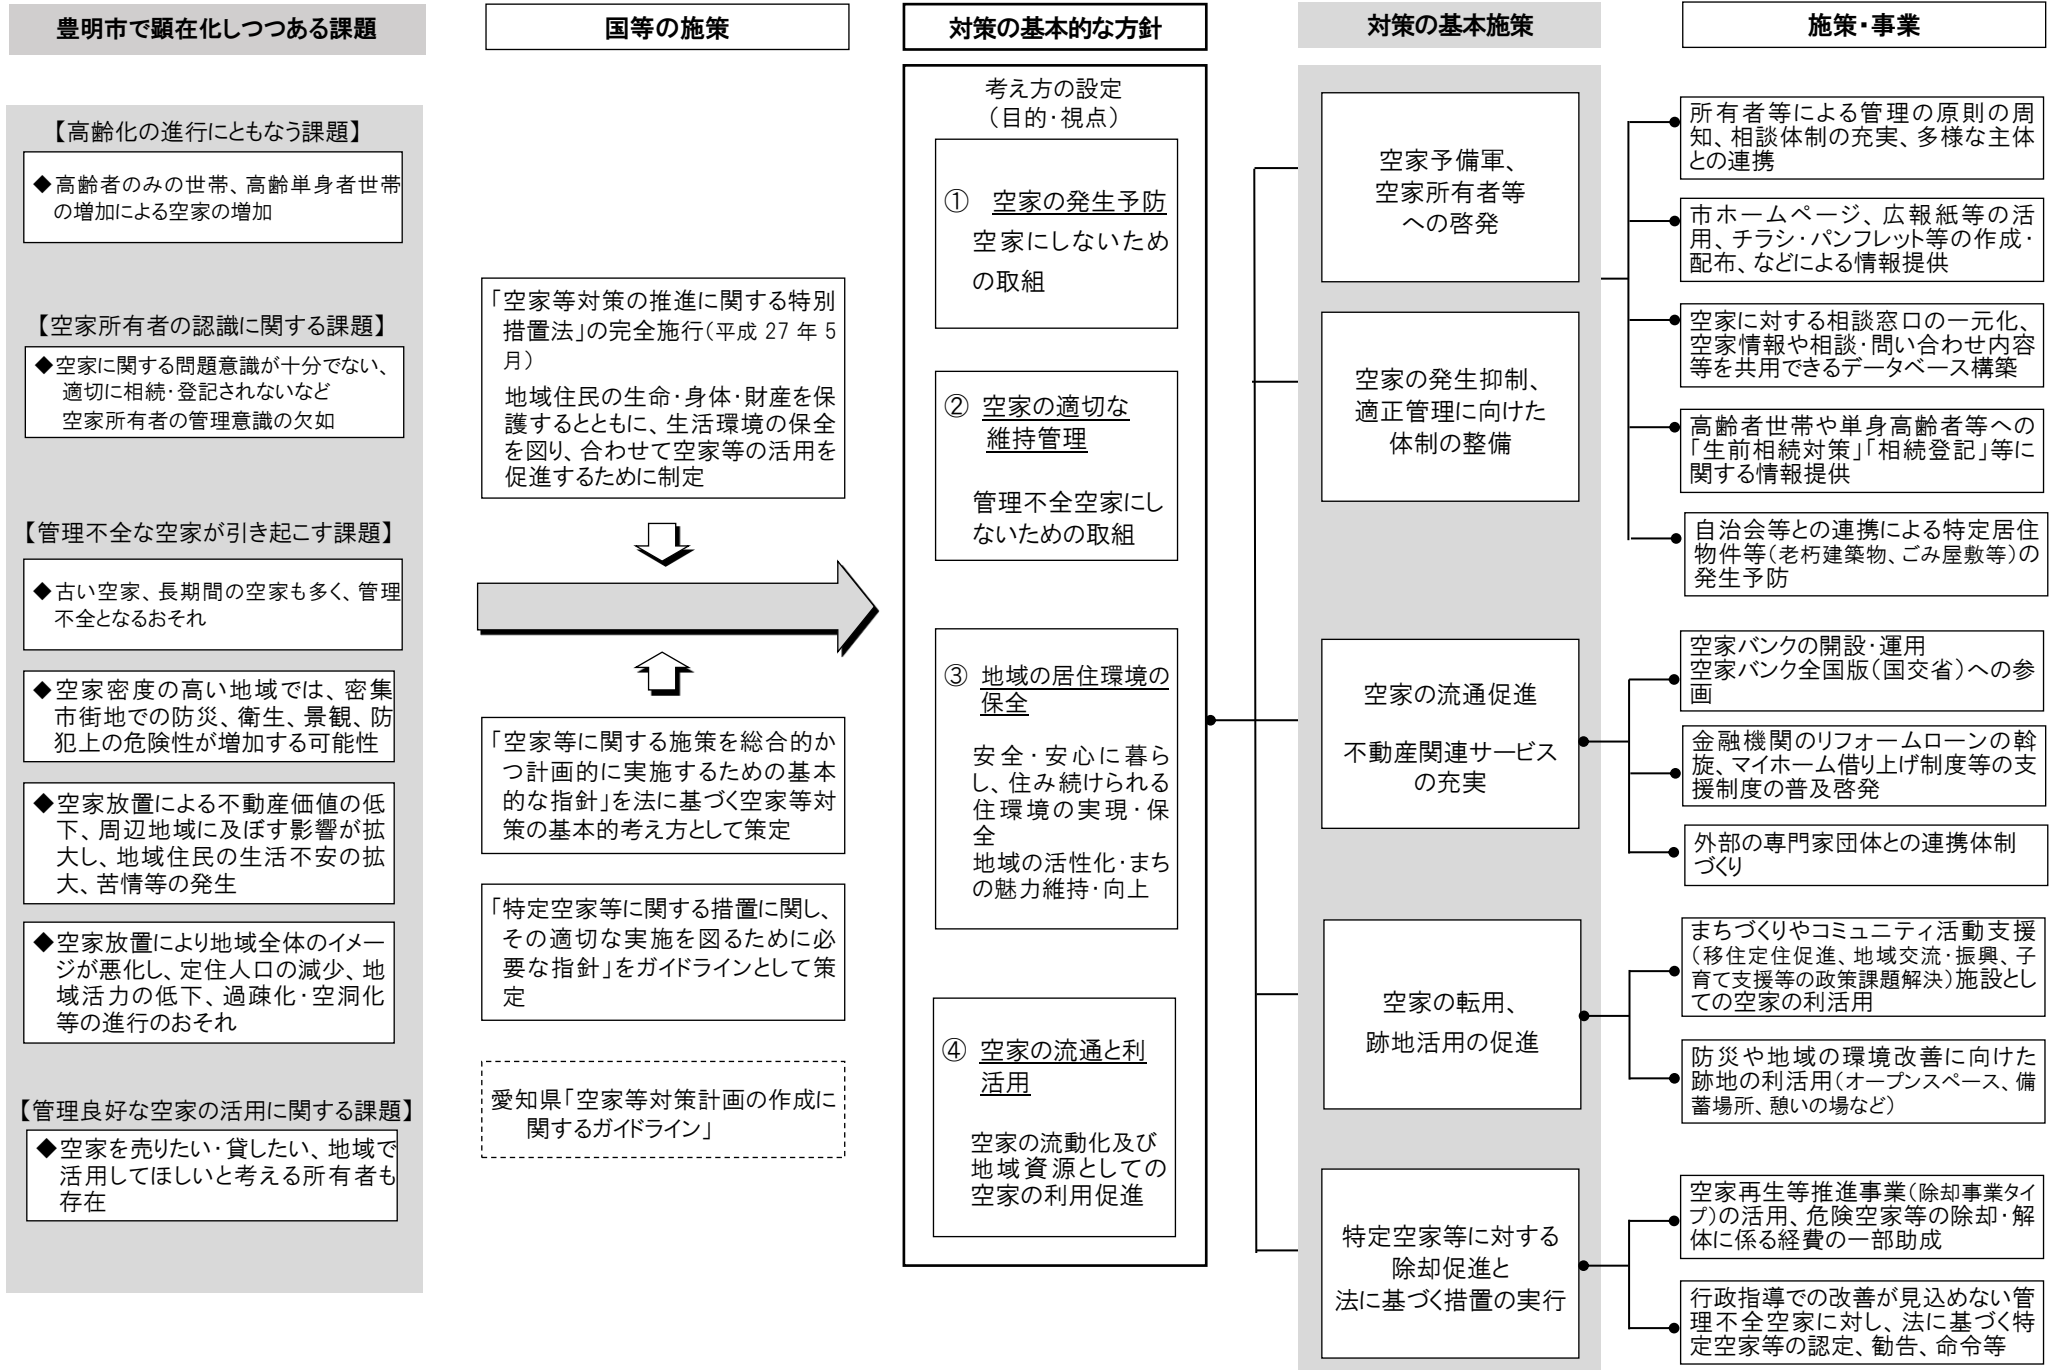 豊明市で顕在化しつつある課題
【高齢化の進行にともなう課題】
◆高齢者のみの世帯、高齢単身者世帯
の増加による空家の増加
【空家所有者の認識に関する課題】
◆空家に関する問題意識が十分でない、
適切に相続・登記されないなど
空家所有者の管理意識の欠如
【管理不全な空家が引き起こす課題】
◆古い空家、長期間の空家も多く、管理
不全となるおそれ
◆空家密度の高い地域では、密集
市街地での防災、衛生、景観、防
犯上の危険性が増加する可能性
◆空家放置による不動産価値の低
下、周辺地域に及ぼす影響が拡
大し、地域住民の生活不安の拡
大、苦情等の発生
◆空家放置により地域全体のイメー
ジが悪化し、定住人口の減少、地
域活力の低下、過疎化・空洞化
等の進行のおそれ
【管理良好な空家の活用に関する課題】
◆空家を売りたい・貸したい、地域で
活用してほしいと考える所有者も
存在
国等の施策
「空家等対策の推進に関する特別
措置法」の完全施行(平成 27 年 5
月)
地域住民の生命・身体・財産を保
護するとともに、生活環境の保全
を図り、合わせて空家等の活用を
促進するために制定
「空家等に関する施策を総合的か
つ計画的に実施するための基本
的な指針」を法に基づく空家等対
策の基本的考え方として策定
「特定空家等に関する措置に関し、
その適切な実施を図るために必
要な指針」をガイドラインとして策
定
愛知県「空家等対策計画の作成に
関するガイドライン」
対策の基本的な方針
考え方の設定
(目的・視点)
① 空家の発生予防
空家にしないため
の取組
② 空家の適切な
維持管理
管理不全空家にし
ないための取組
③ 地域の居住環境の
保全
安全・安心に暮ら
し、住み続けられる
住環境の実現・保
全
地域の活性化・まち
の魅力維持・向上
④ 空家の流通と利
活用
空家の流動化及び
地域資源としての
空家の利用促進
対策の基本施策
空家予備軍、
空家所有者等
への啓発
空家の発生抑制、
適正管理に向けた
体制の整備
空家の流通促進
不動産関連サービス
の充実
空家の転用、
跡地活用の促進
特定空家等に対する
除却促進と
法に基づく措置の実行
施策・事業
所有者等による管理の原則の周
知、相談体制の充実、多様な主体
との連携
市ホームページ、広報紙等の活
用、チラシ・パンフレット等の作成・
配布、などによる情報提供
空家に対する相談窓口の一元化、
空家情報や相談・問い合わせ内容
等を共用できるデータベース構築
高齢者世帯や単身高齢者等への
「生前相続対策」「相続登記」等に
関する情報提供
自治会等との連携による特定居住
物件等(老朽建築物、ごみ屋敷等)の
発生予防
空家バンクの開設・運用
空家バンク全国版(国交省)への参
画
金融機関のリフォームローンの斡
旋、マイホーム借り上げ制度等の支
援制度の普及啓発
外部の専門家団体との連携体制
づくり
まちづくりやコミュニティ活動支援
(移住定住促進、地域交流・振興、子
育て支援等の政策課題解決)施設とし
ての空家の利活用
防災や地域の環境改善に向けた
跡地の利活用(オープンスペース、備
蓄場所、憩いの場など)
空家再生等推進事業(除却事業タイ
プ)の活用、危険空家等の除却・解
体に係る経費の一部助成
行政指導での改善が見込めない管
理不全空家に対し、法に基づく特
定空家等の認定、勧告、命令等